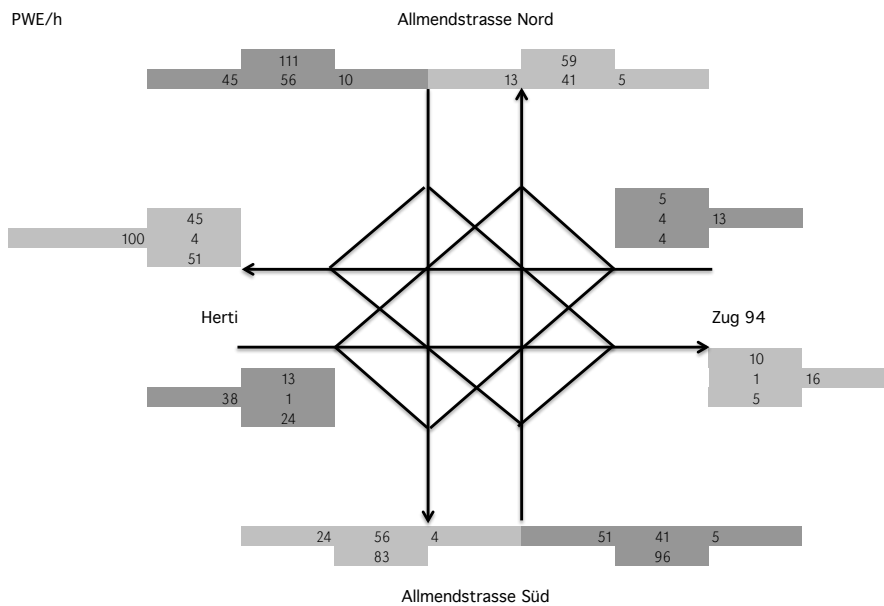 PWE/h
Allmendstrasse Nord
111
59
45 56 10
13 41 5
5
45
4 13
100 4
4
51
Herti
Zug 94
10
13
1 16
38 1
5
24
24 56 4
51 41 5
83
96
Allmendstrasse Süd